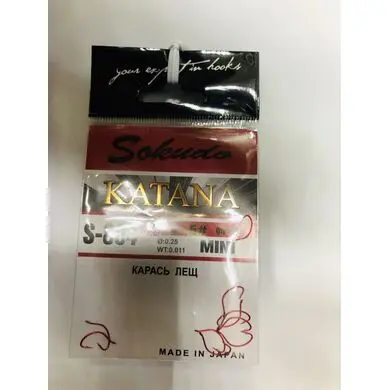 your expert in hooks
Sokudo
KATANA
Ø:0.25
WT:0.011
MINI
КАРАСЬ ЛЕЩ
MADE IN JAPAN